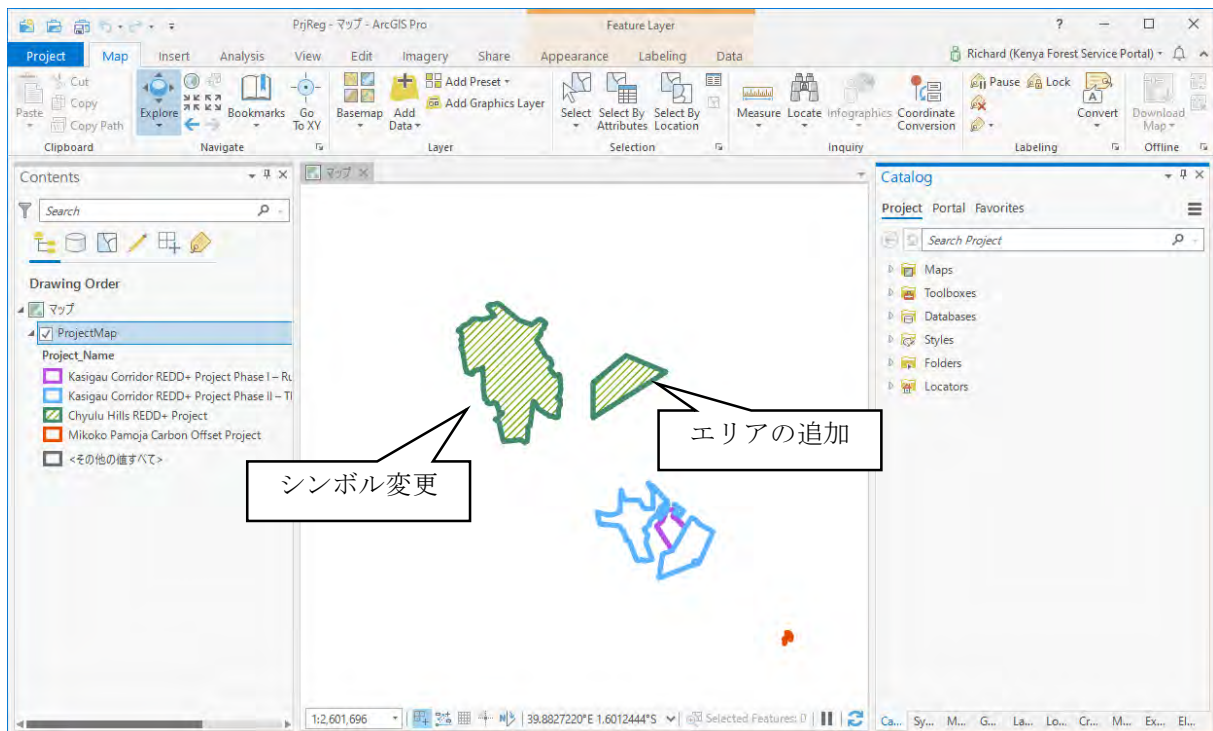 PrjReg - マップ - ArcGIS Pro
Feature Layer
?
Project
Map
Insert
Analysis
View
Edit
Imagery
Share
Appearance
Labeling
Data
Richard (Kenya Forest Service Portal)
Paste
Cut
Copy
Copy Path
Clipboard
Explore
Bookmarks
Go To XY
Navigate
Basemap
Add Data
Add Preset
Add Graphics Layer
Layer
Select
Select By Attributes
Select By Location
Selection
Measure
Locate
Infographics
Coordinate Conversion
Inquiry
Pause
Lock
Convert
Labeling
Download Map
Offline
Contents
Search
Drawing Order
マップ
ProjectMap
Project_Name
Kasigau Corridor REDD+ Project Phase I – Ru
Kasigau Corridor REDD+ Project Phase II – T
Chyulu Hills REDD+ Project
Mikoko Pamoja Carbon Offset Project
<その他の値すべて>
マップ
シンボル変更
エリアの追加
1:2,601,696
39.8827220°E 1.6012444°S
Selected Features: 0
Catalog
Project
Portal
Favorites
Search Project
Maps
Toolboxes
Databases
Styles
Folders
Locators
Ca... Sy... M... G... La... Lo... Cr... M... Ex... El...